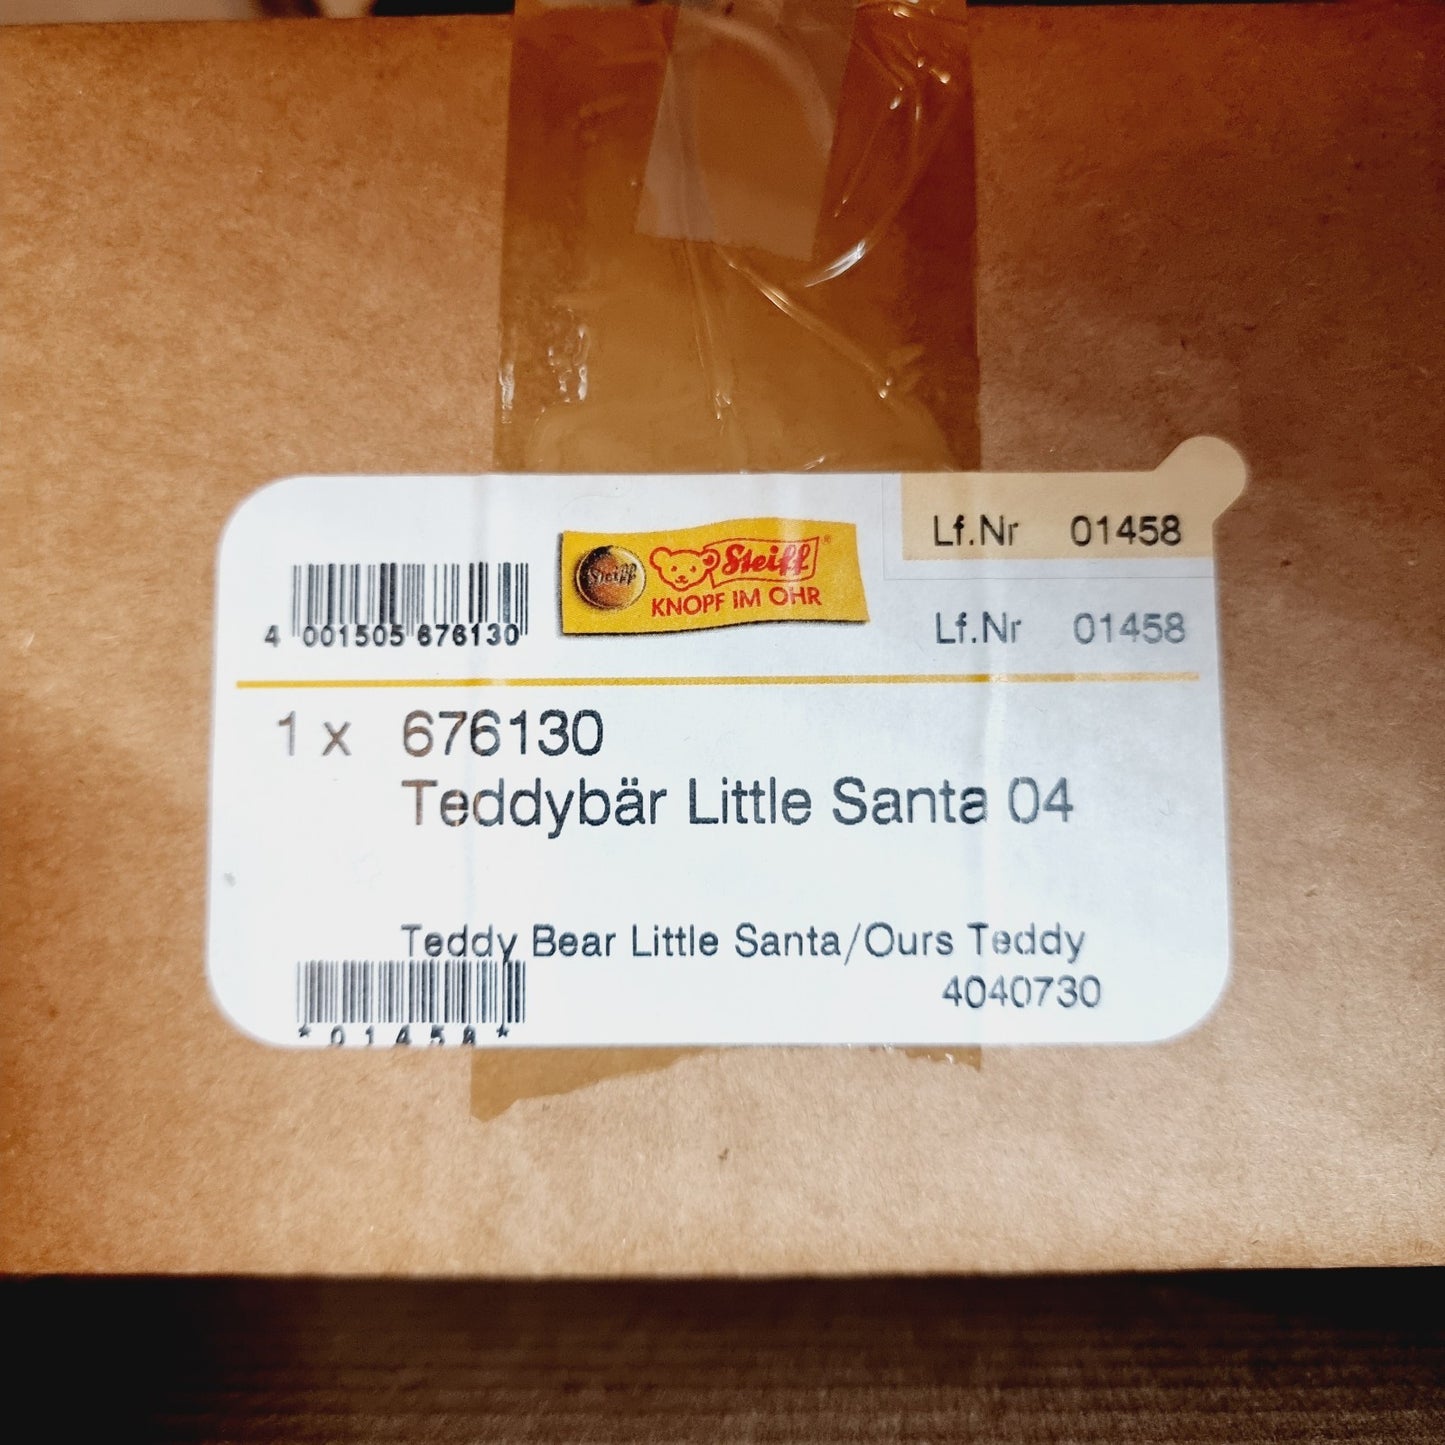 Lf.Nr 01458
Steiff
Steiff®
KNOPF IM OHR
4 001505 676130
Lf.Nr 01458
1 x 676130
Teddybär Little Santa 04
Teddy Bear Little Santa/Ours Teddy
4040730
*01458*